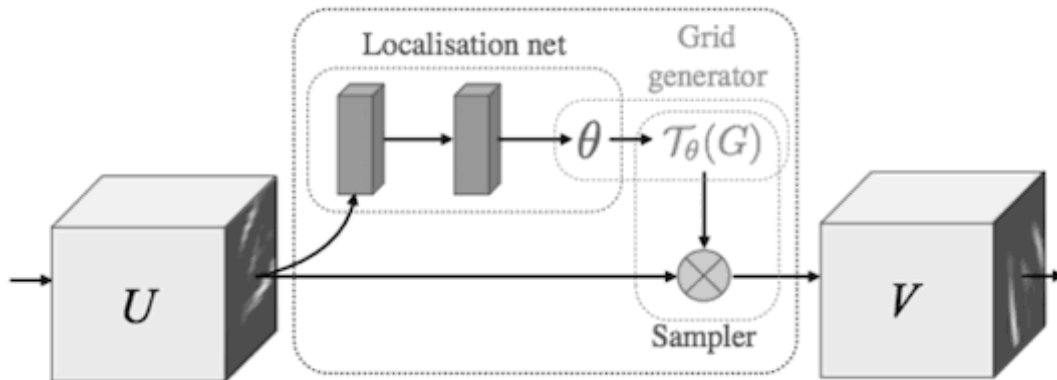 Localisation net
Grid
generator
θ
𝒯θ(G)
U
V
Sampler